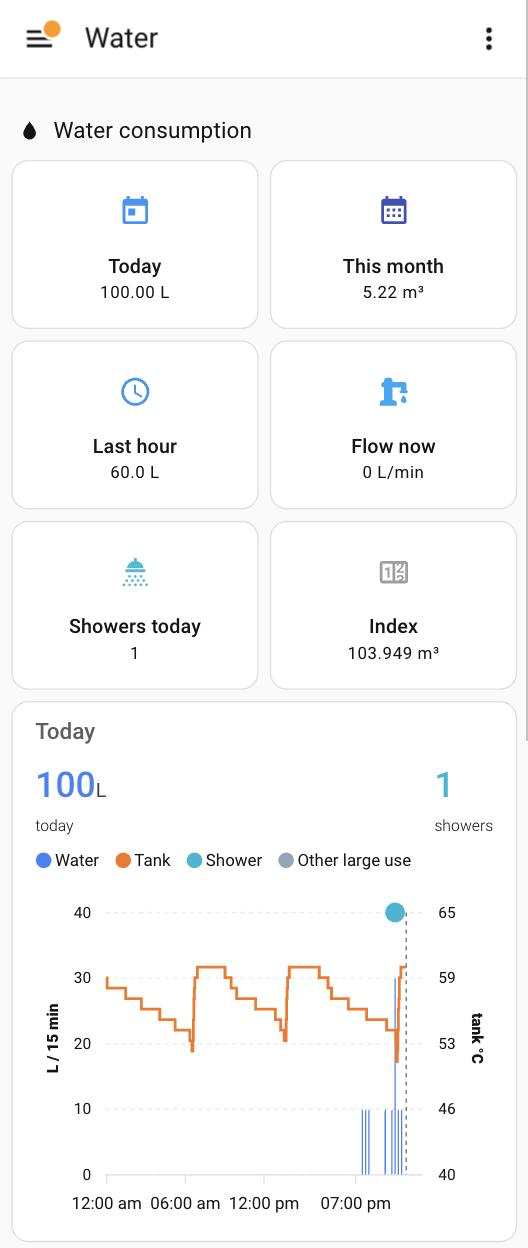 Water
Water consumption
Today
100.00 L
This month
5.22 m³
Last hour
60.0 L
Flow now
0 L/min
Showers today
1
Index
103.949 m³
Today
100L
today
1
showers
Water Tank Shower Other large use
40 65
30 59
20 53
10 46
0 40
L / 15 min
tank °C
12:00 am 06:00 am 12:00 pm 07:00 pm